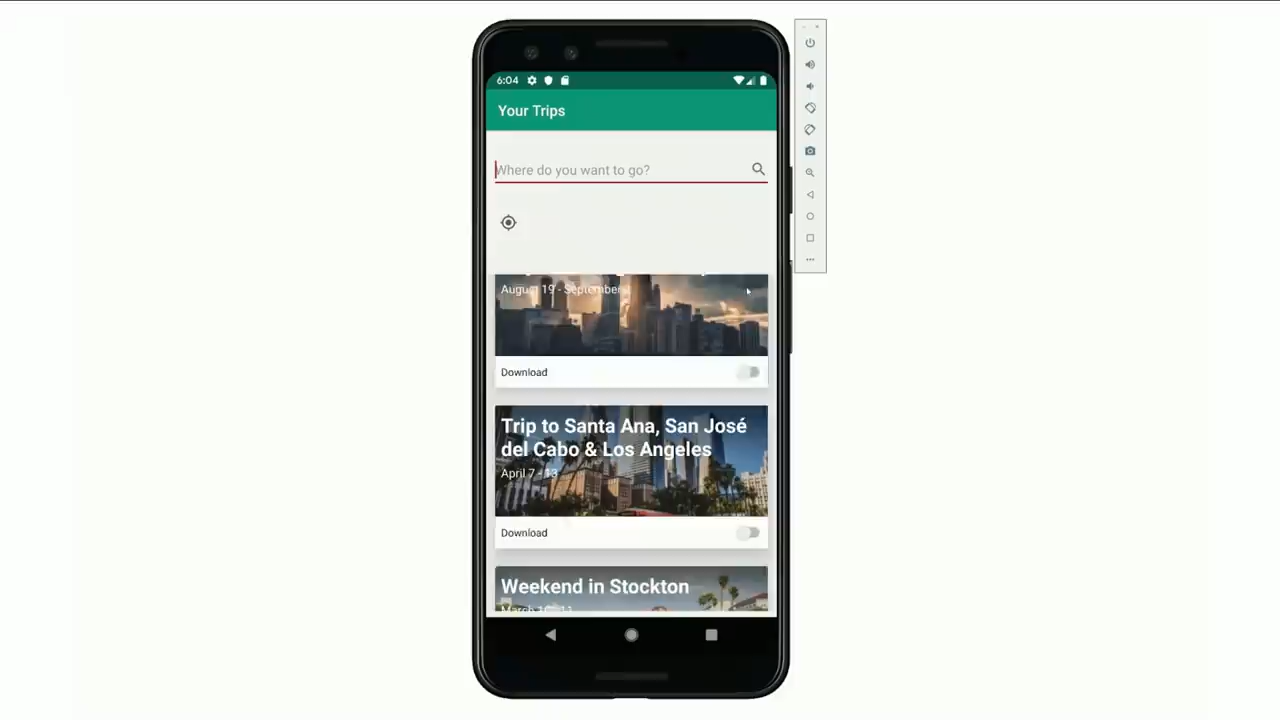 6:04
Your Trips
Where do you want to go?
August 19 - September
Download
Trip to Santa Ana, San José
del Cabo & Los Angeles
April 7 - 13
Download
Weekend in Stockton